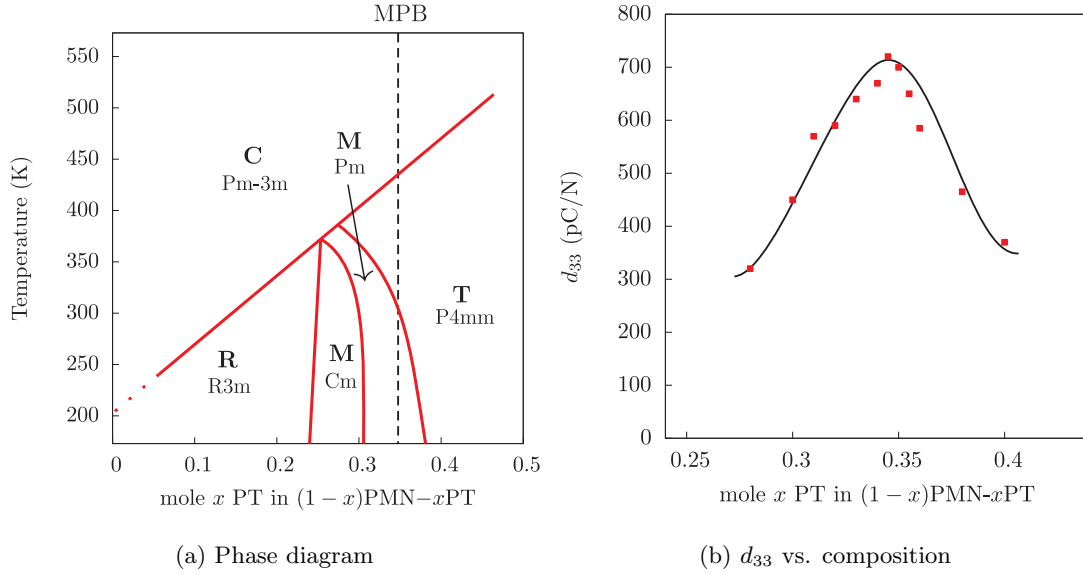 MPB
550
500
450
400
350
300
250
200
Temperature (K)
C
Pm-3m
M
Pm
T
P4mm
R
R3m
M
Cm
0
0.1
0.2
0.3
0.4
0.5
mole x PT in (1 − x)PMN−xPT
(a) Phase diagram
800
700
600
500
400
300
200
100
0
d33 (pC/N)
0.25
0.3
0.35
0.4
mole x PT in (1 − x)PMN-xPT
(b) d33 vs. composition